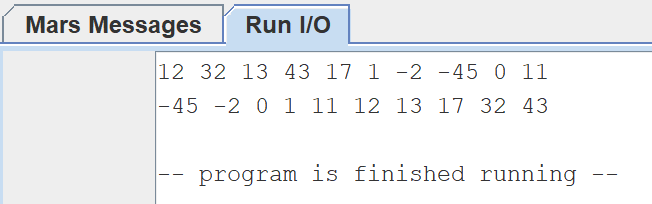 Mars Messages Run I/O
12 32 13 43 17 1 -2 -45 0 11
-45 -2 0 1 11 12 13 17 32 43
-- program is finished running --